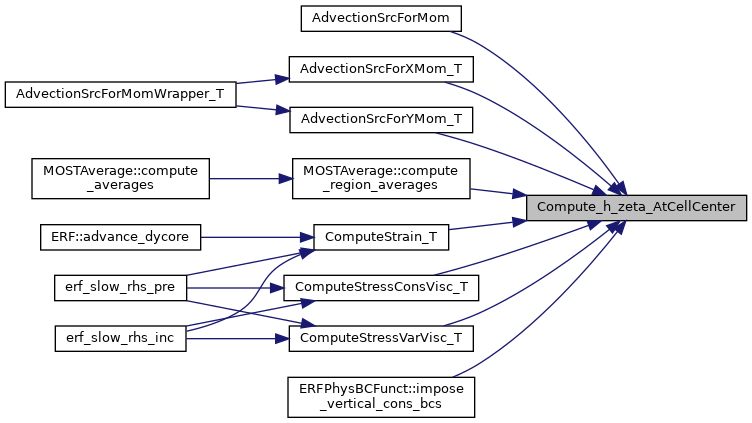 AdvectionSrcForMom
AdvectionSrcForXMom_T
AdvectionSrcForMomWrapper_T
AdvectionSrcForYMom_T
MOSTAverage::compute
_averages
MOSTAverage::compute
_region_averages
Compute_h_zeta_AtCellCenter
ERF::advance_dycore
ComputeStrain_T
erf_slow_rhs_pre
ComputeStressConsVisc_T
erf_slow_rhs_inc
ComputeStressVarVisc_T
ERFPhysBCFunct::impose
_vertical_cons_bcs